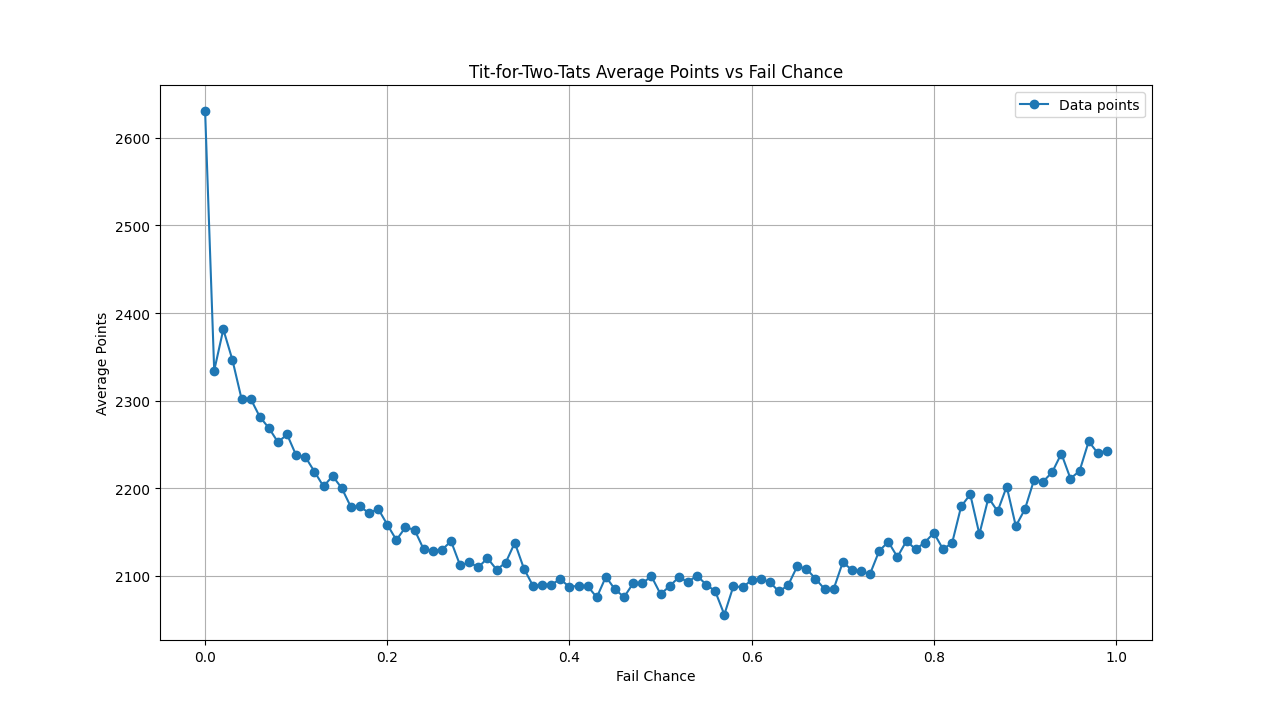 Tit-for-Two-Tats Average Points vs Fail Chance
Data points
2600
2500
2400
2300
2200
2100
Average Points
0.0 0.2 0.4 0.6 0.8 1.0
Fail Chance